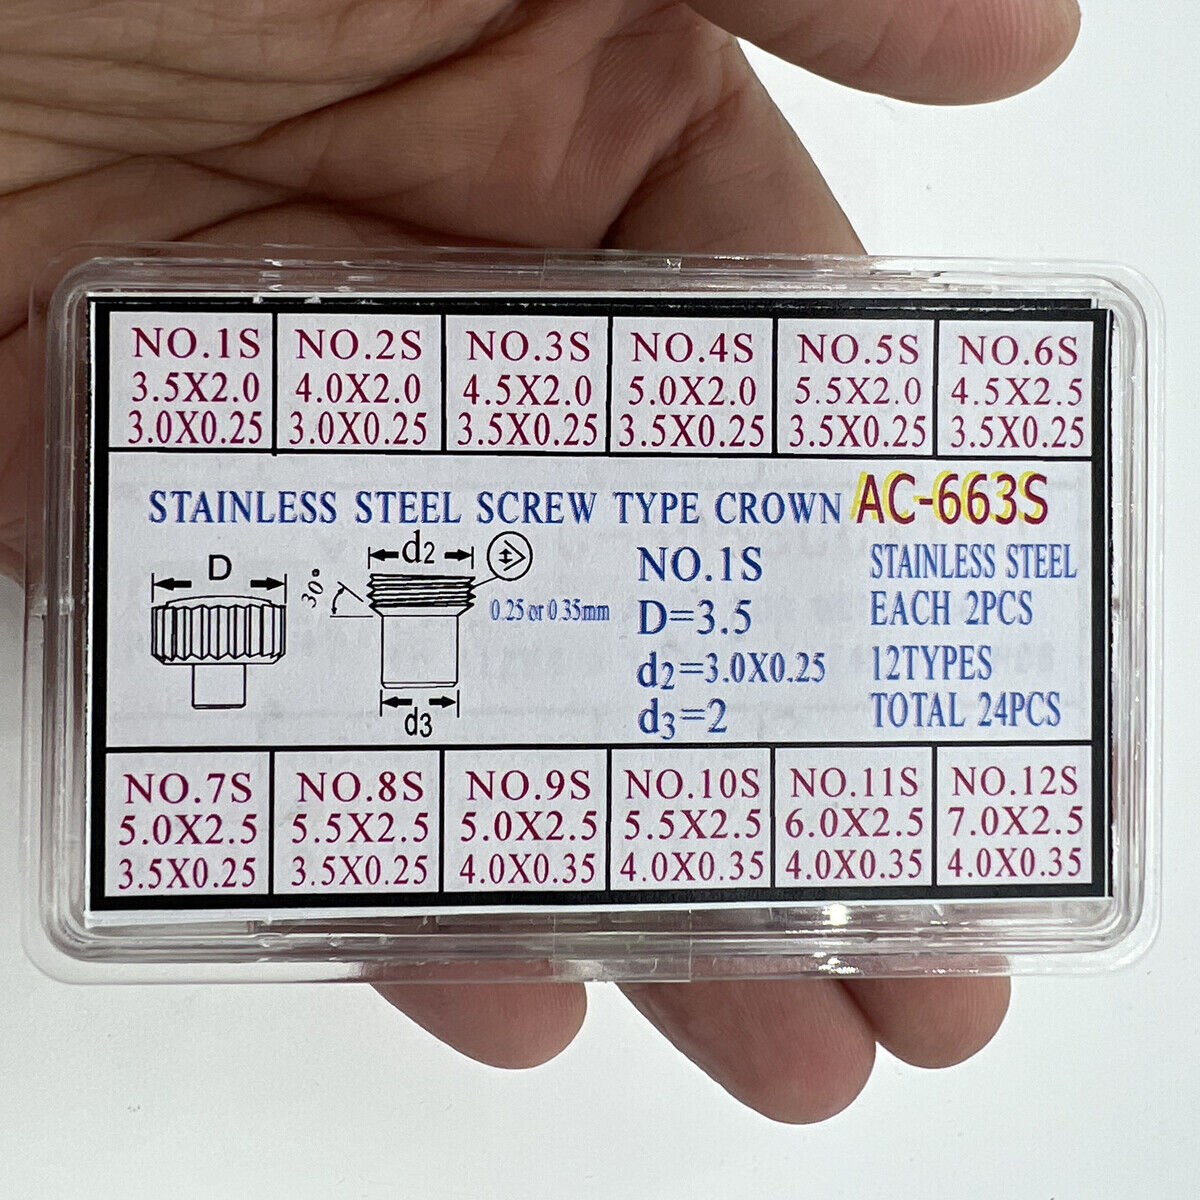 NO.1S NO.2S NO.3S NO.4S NO.5S NO.6S
3.5X2.0 4.0X2.0 4.5X2.0 5.0X2.0 5.5X2.0 4.5X2.5
3.0X0.25 3.0X0.25 3.5X0.25 3.5X0.25 3.5X0.25 3.5X0.25
STAINLESS STEEL SCREW TYPE CROWN AC-663S
D
30°
d2
0.25 or 0.35mm
d3
NO.1S
D=3.5
d2=3.0X0.25
d3=2
STAINLESS STEEL
EACH 2PCS
12TYPES
TOTAL 24PCS
NO.7S NO.8S NO.9S NO.10S NO.11S NO.12S
5.0X2.5 5.5X2.5 5.0X2.5 5.5X2.5 6.0X2.5 7.0X2.5
3.5X0.25 3.5X0.25 4.0X0.35 4.0X0.35 4.0X0.35 4.0X0.35